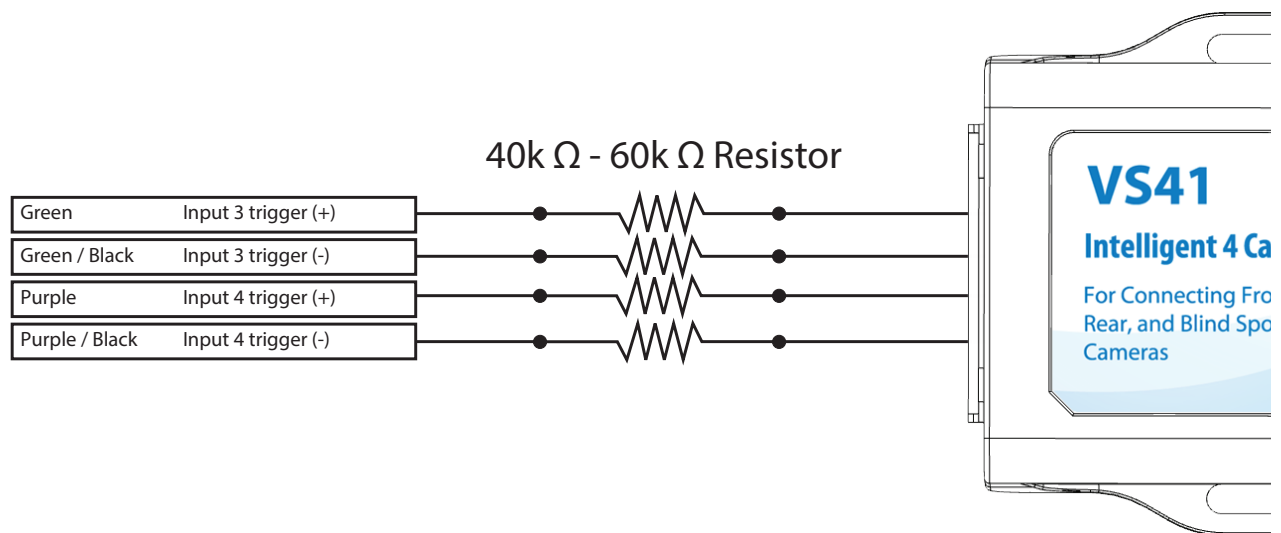 40k Ω - 60k Ω Resistor
Green Input 3 trigger (+)
Green / Black Input 3 trigger (-)
Purple Input 4 trigger (+)
Purple / Black Input 4 trigger (-)
VS41
Intelligent 4 Ca
For Connecting Fro
Rear, and Blind Spo
Cameras